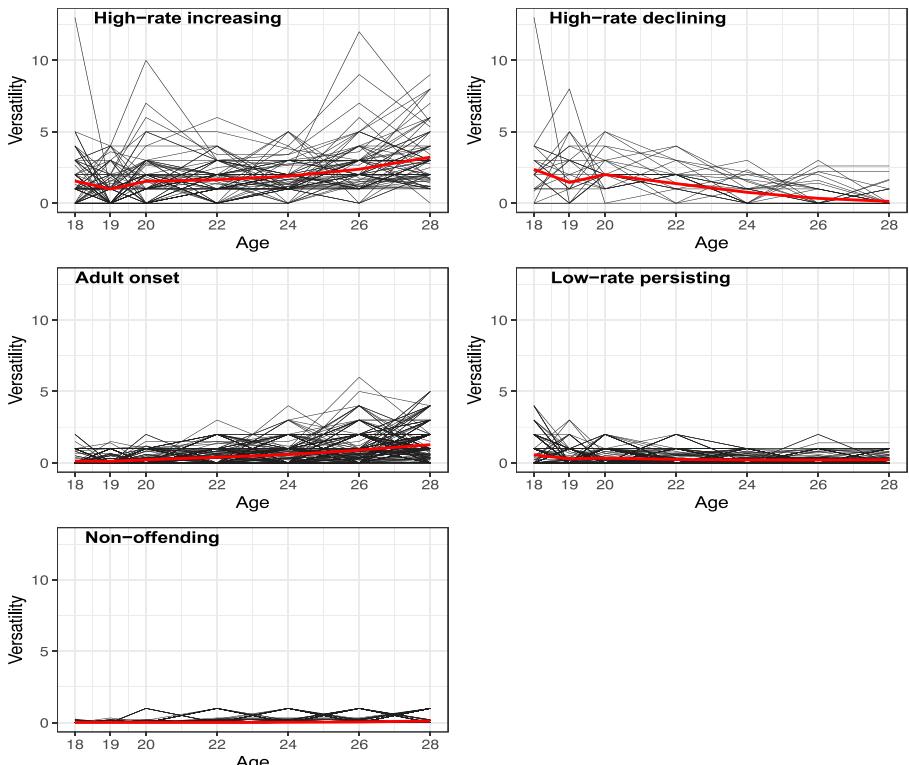 High−rate increasing
Versatility
10
5
0
18 19 20 22 24 26 28
Age
High−rate declining
Versatility
10
5
0
18 19 20 22 24 26 28
Age
Adult onset
Versatility
10
5
0
18 19 20 22 24 26 28
Age
Low−rate persisting
Versatility
10
5
0
18 19 20 22 24 26 28
Age
Non−offending
Versatility
10
5
0
18 19 20 22 24 26 28
Age